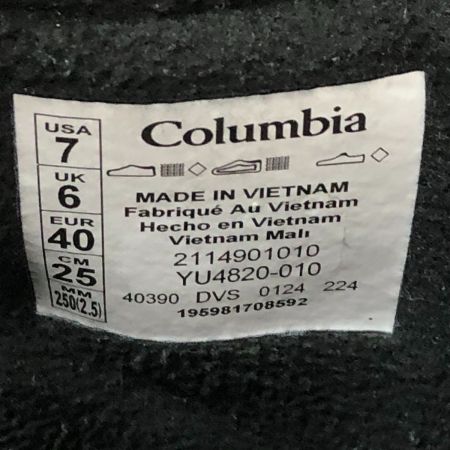 USA
7
UK
6
EUR
40
CM
25
MM
250(2.5)
Columbia
MADE IN VIETNAM
Fabriqué Au Vietnam
Hecho en Vietnam
Vietnam Malı
2114901010
YU4820-010
40390 DVS 0124 224
195981708592